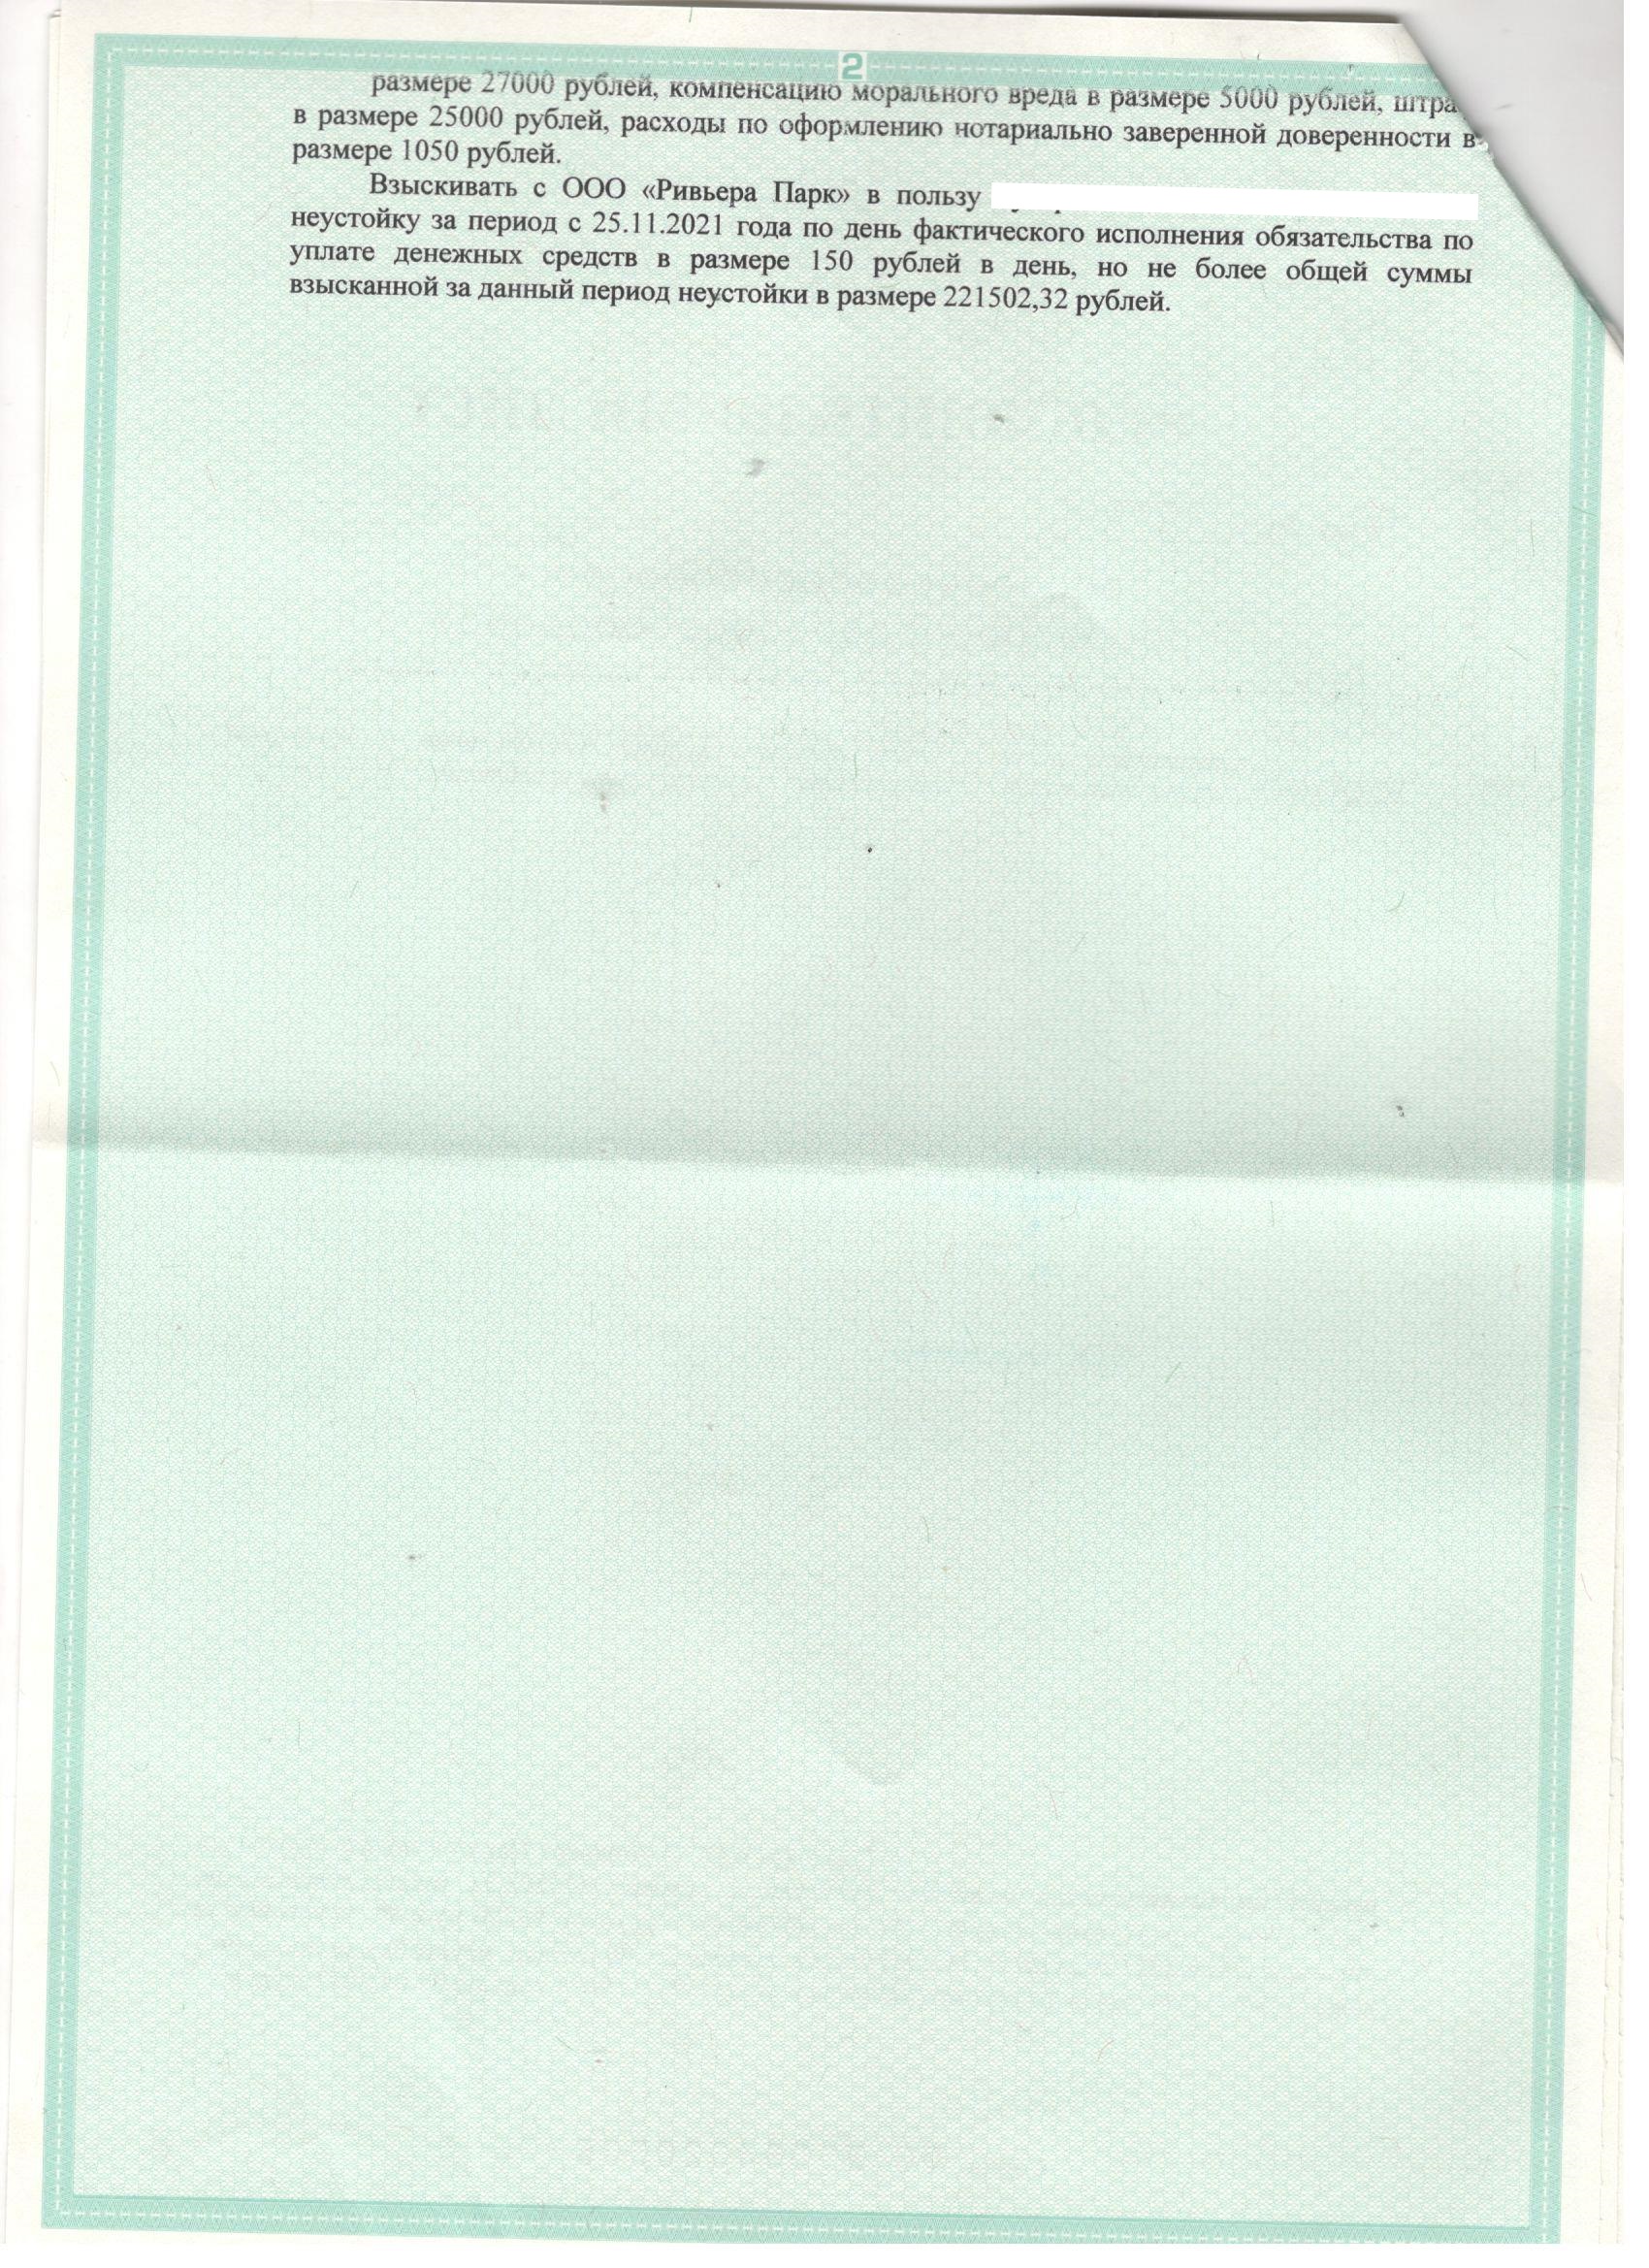 2
размере 27000 рублей, компенсацию морального вреда в размере 5000 рублей, штра
в размере 25000 рублей, расходы по оформлению нотариально заверенной доверенности в
размере 1050 рублей.
Взыскивать с ООО «Ривьера Парк» в пользу
неустойку за период с 25.11.2021 года по день фактического исполнения обязательства по
уплате денежных средств в размере 150 рублей в день, но не более общей суммы
взысканной за данный период неустойки в размере 221502,32 рублей.